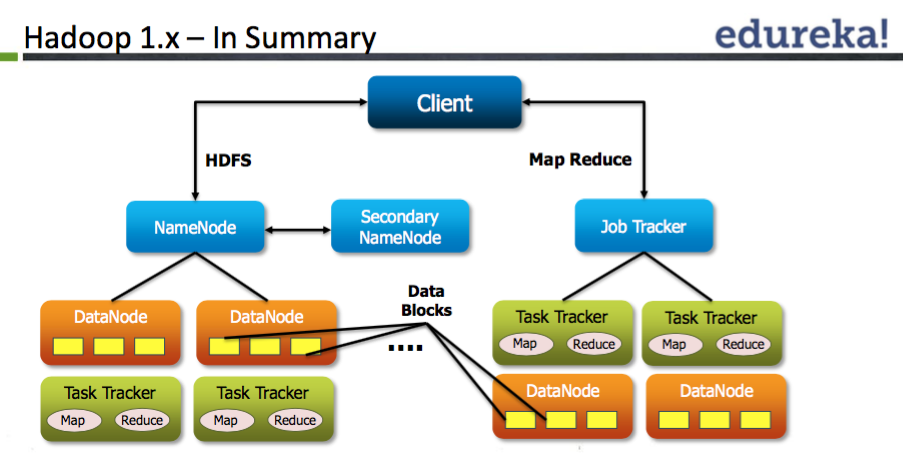 Hadoop 1.x – In Summary
edureka!
Client
HDFS
Map Reduce
NameNode
Secondary
NameNode
Job Tracker
Data
Blocks
....
DataNode
DataNode
Task Tracker
Map
Reduce
Task Tracker
Map
Reduce
Task Tracker
Map
Reduce
Task Tracker
Map
Reduce
DataNode
DataNode